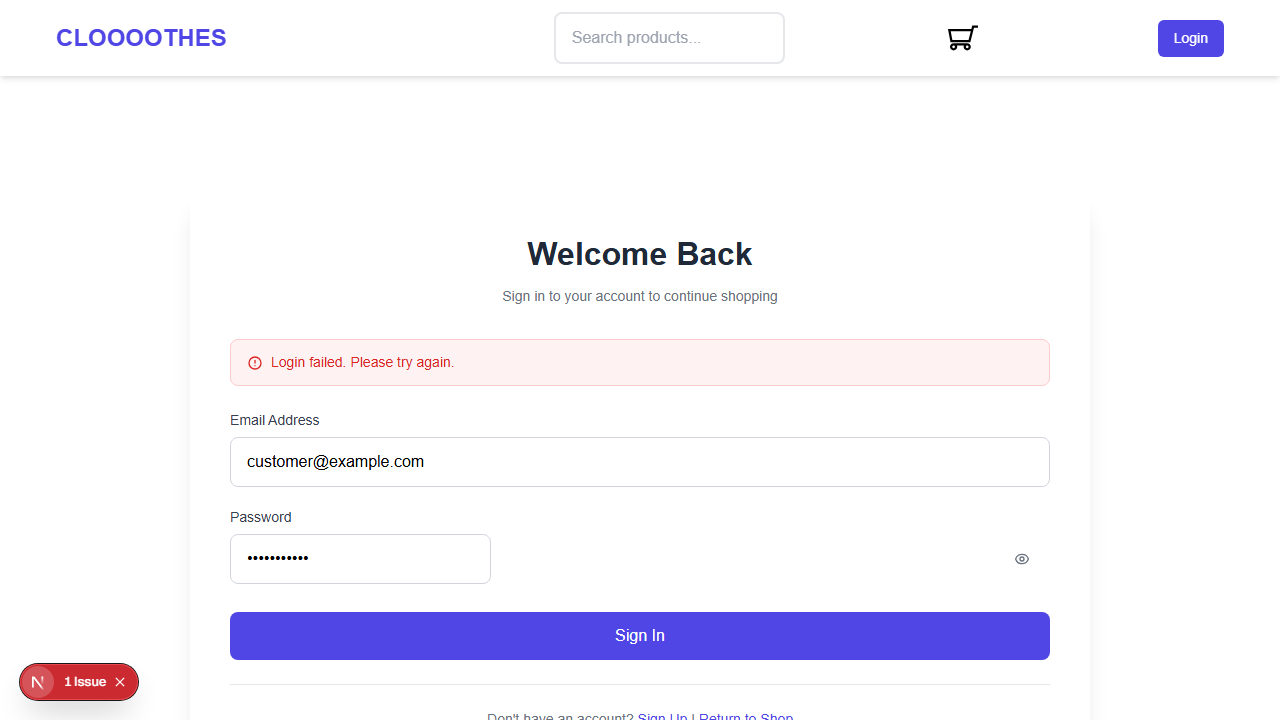 CLOOOOTHES
Search products...
Login
Welcome Back
Sign in to your account to continue shopping
Login failed. Please try again.
Email Address
customer@example.com
Password
•••••••••••
Sign In
Don't have an account? Sign Up | Return to Shop
N
1 Issue